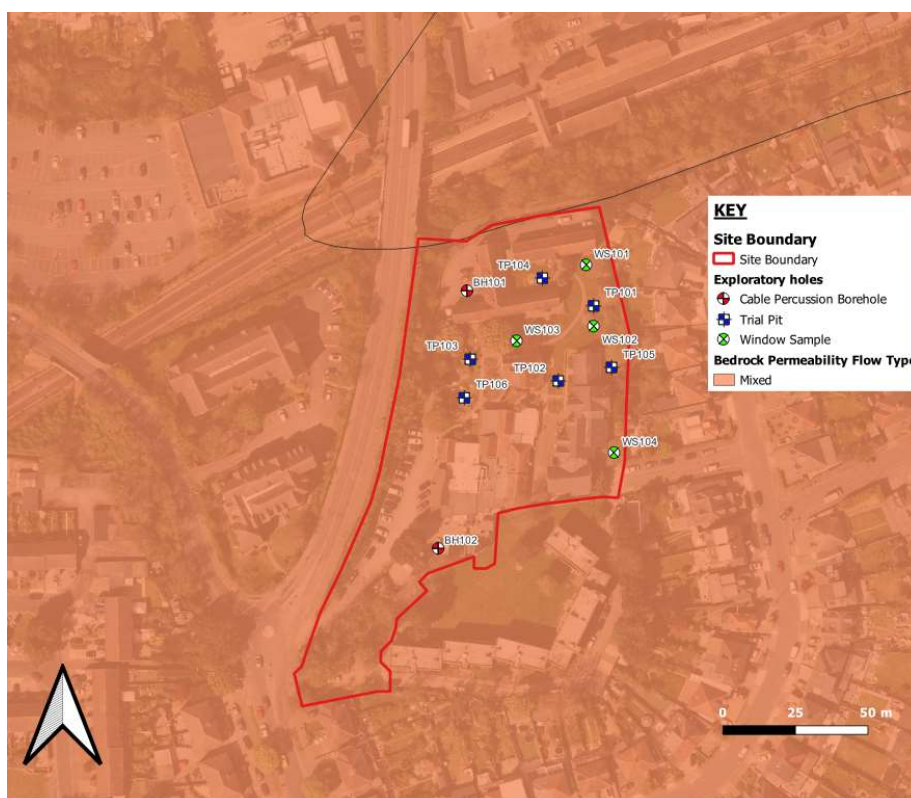 WS101
TP104
BH101
TP101
WS103
WS102
TP103
TP102
TP105
TP106
WS104
BH102
KEY
Site Boundary
Site Boundary
Exploratory holes
Cable Percussion Borehole
Trial Pit
Window Sample
Bedrock Permeability Flow Type
Mixed
0 25 50 m